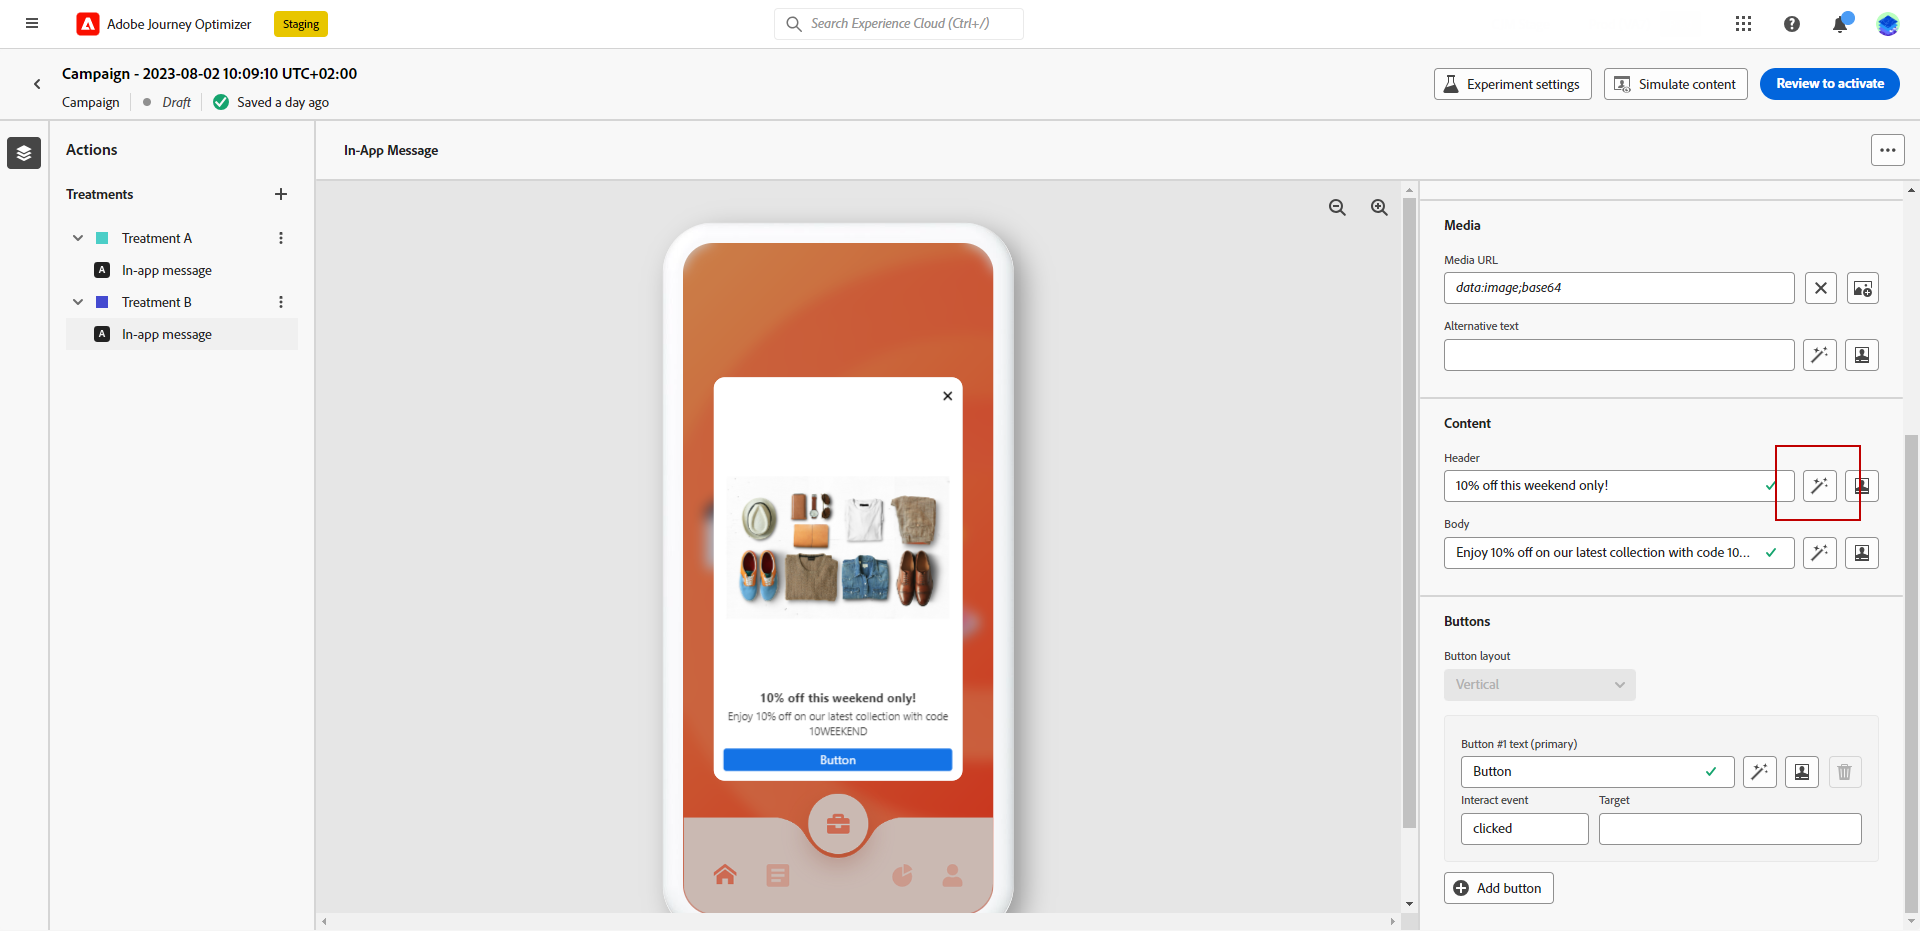 Adobe Journey Optimizer
Staging
Search Experience Cloud (Ctrl+/)
Campaign - 2023-08-02 10:09:10 UTC+02:00
Campaign
Draft
Saved a day ago
Experiment settings
Simulate content
Review to activate
Actions
Treatments
Treatment A
A In-app message
Treatment B
A In-app message
In-App Message
10% off this weekend only!
Enjoy 10% off on our latest collection with code
10WEEKEND
Button
Media
Media URL
data:image;base64
Alternative text
Content
Header
10% off this weekend only!
Body
Enjoy 10% off on our latest collection with code 10...
Buttons
Button layout
Vertical
Button #1 text (primary)
Button
Interact event
Target
clicked
Add button